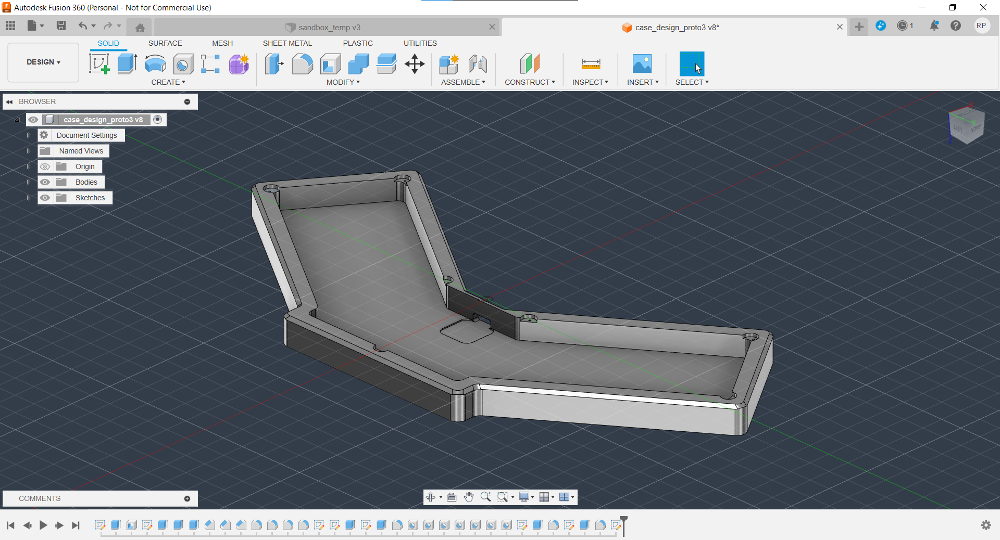 Autodesk Fusion 360 (Personal - Not for Commercial Use)
sandbox_temp v3
case_design_proto3 v8*
1
RP
SOLID SURFACE MESH SHEET METAL PLASTIC UTILITIES
DESIGN
CREATE MODIFY ASSEMBLE CONSTRUCT INSPECT INSERT SELECT
BROWSER
case_design_proto3 v8
Document Settings
Named Views
Origin
Bodies
Sketches
X
Y
Z
LEFT
BACK
COMMENTS